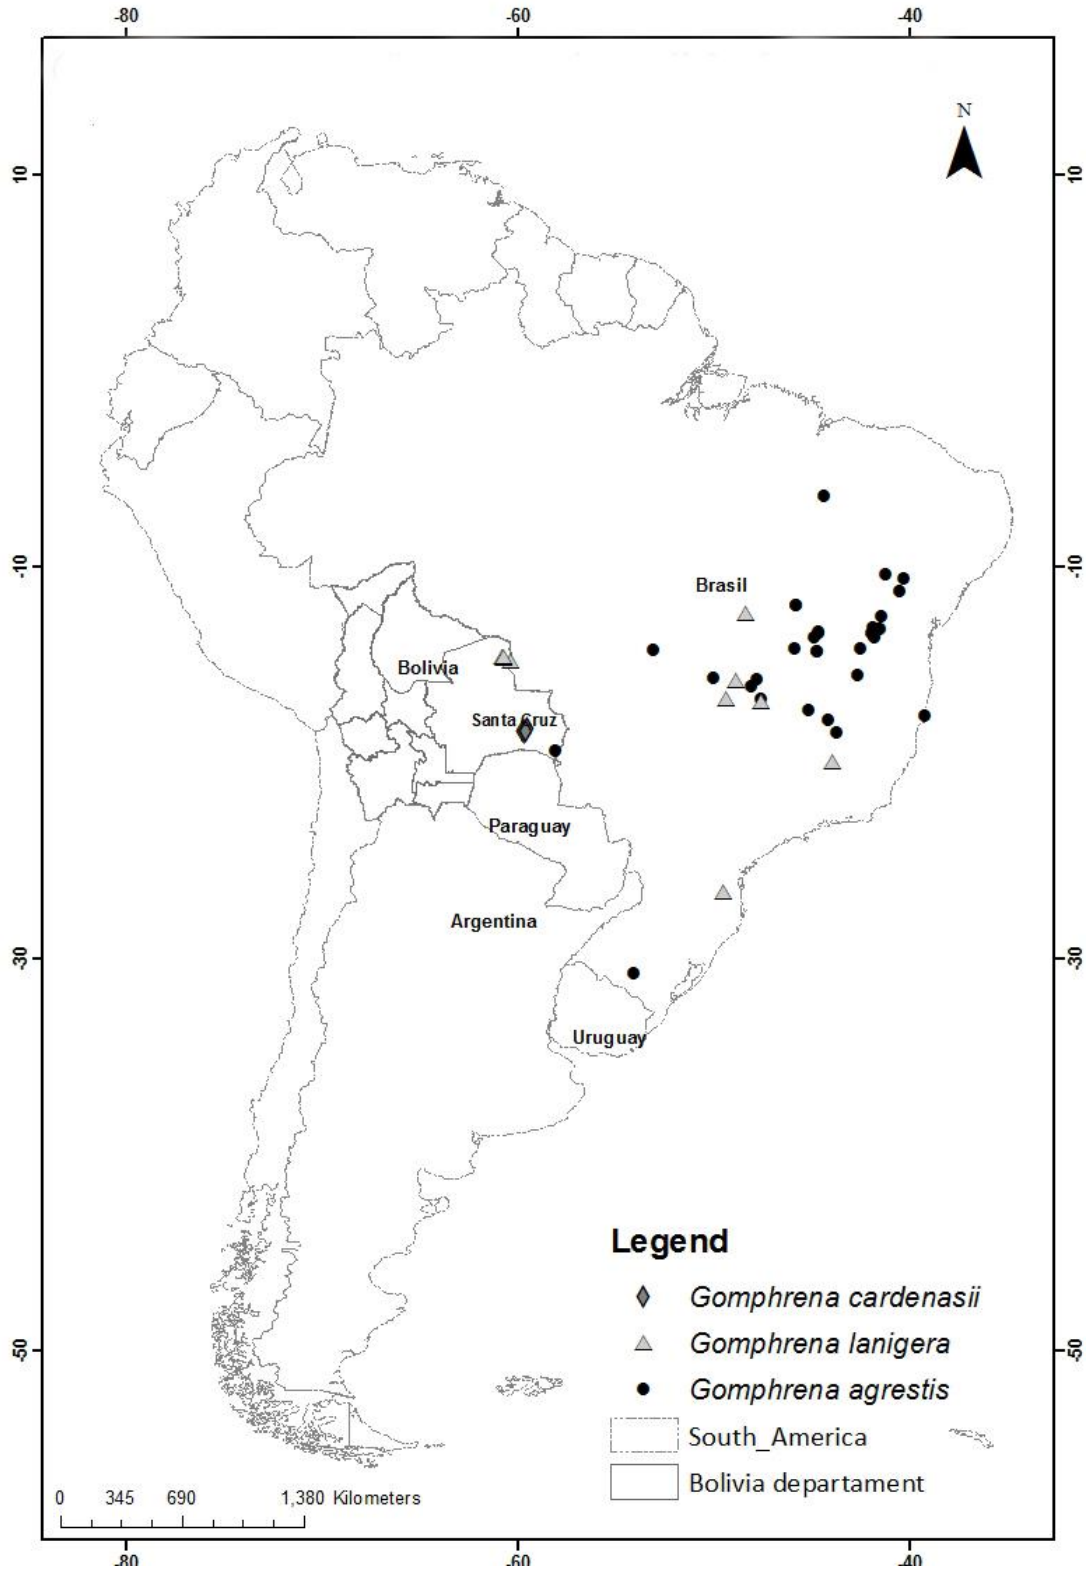 -80 -60 -40
N
10 10
-10 -10
Brasil
Bolivia
Santa Cruz
Paraguay
Argentina
-30 -30
Uruguay
Legend
Gomphrena cardenasii
-50 -50
Gomphrena lanigera
Gomphrena agrestis
South_America
Bolivia departament
0 345 690 1,380 Kilometers
-80 -60 -40